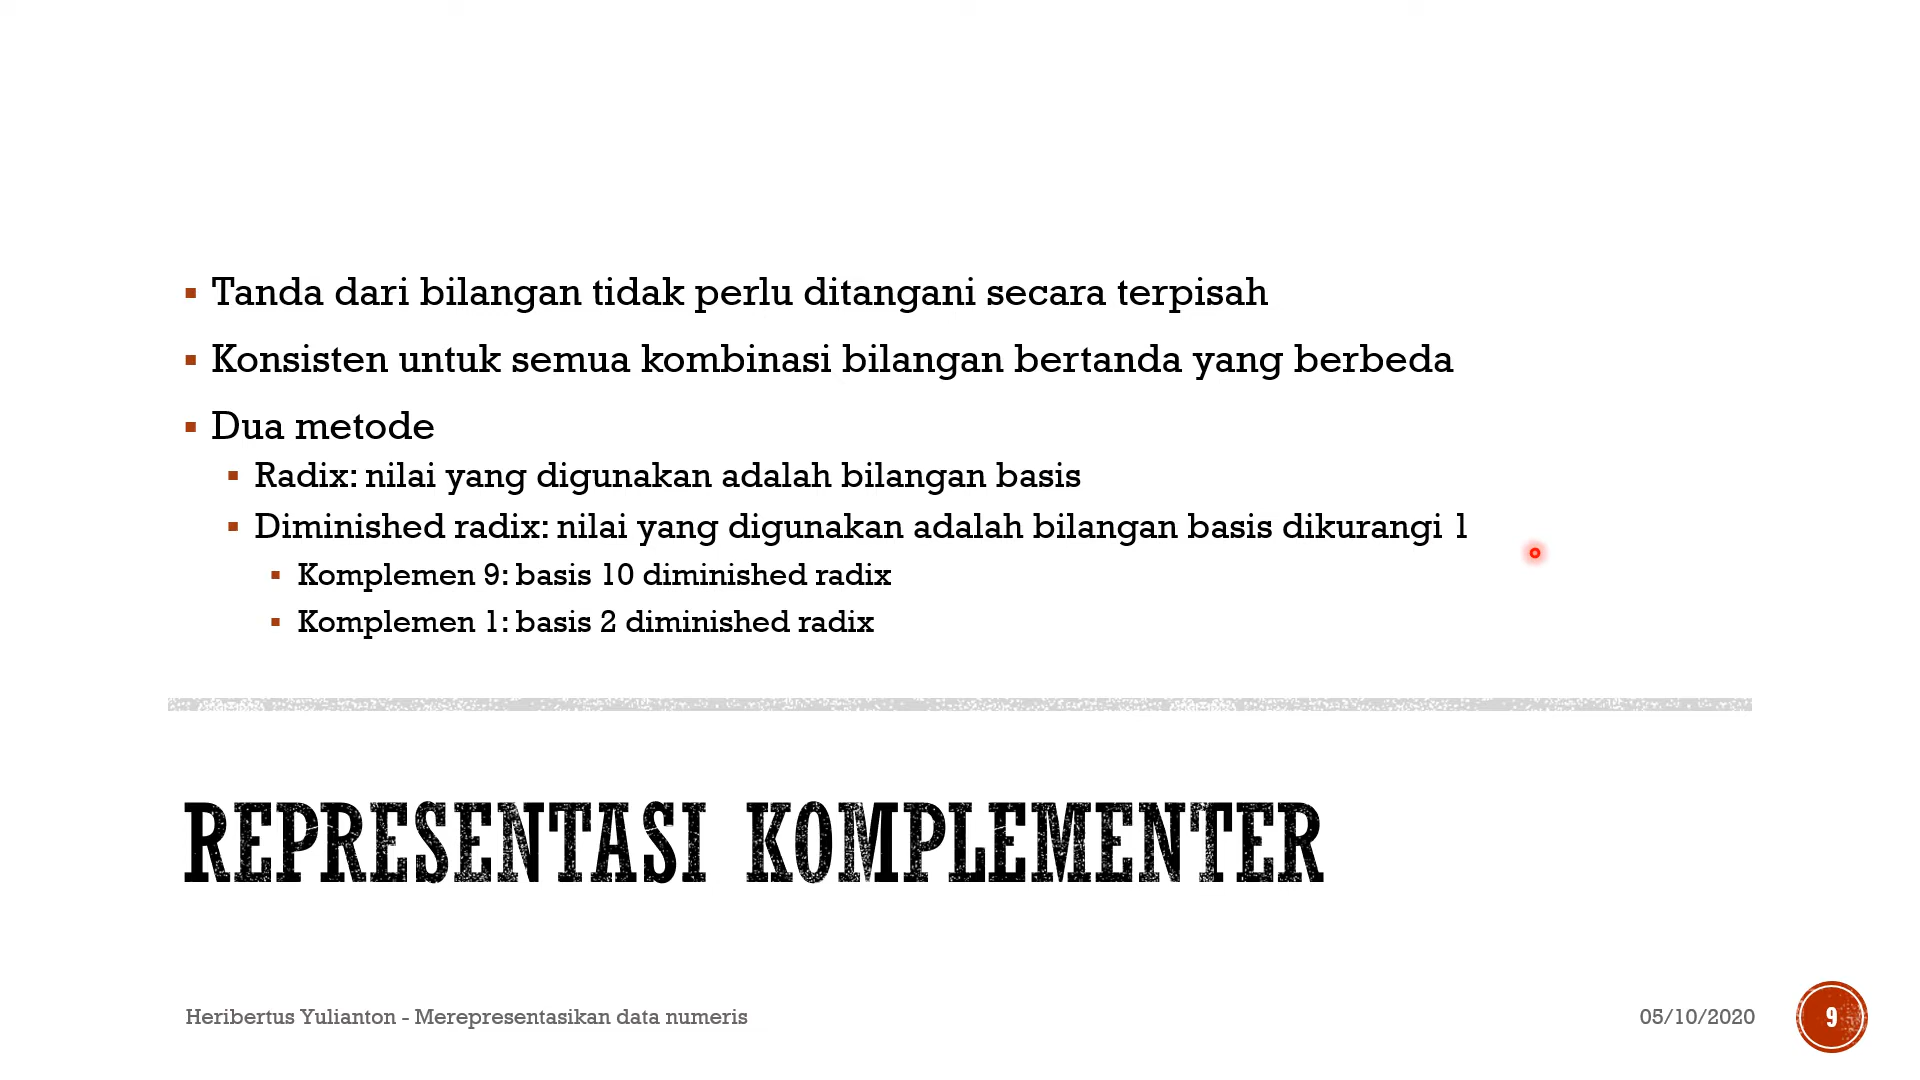 Tanda dari bilangan tidak perlu ditangani secara terpisah
Konsisten untuk semua kombinasi bilangan bertanda yang berbeda
Dua metode
Radix: nilai yang digunakan adalah bilangan basis
Diminished radix: nilai yang digunakan adalah bilangan basis dikurangi 1
Komplemen 9: basis 10 diminished radix
Komplemen 1: basis 2 diminished radix
REPRESENTASI KOMPLEMENTER
Heribertus Yulianton - Merepresentasikan data numeris
05/10/2020
9